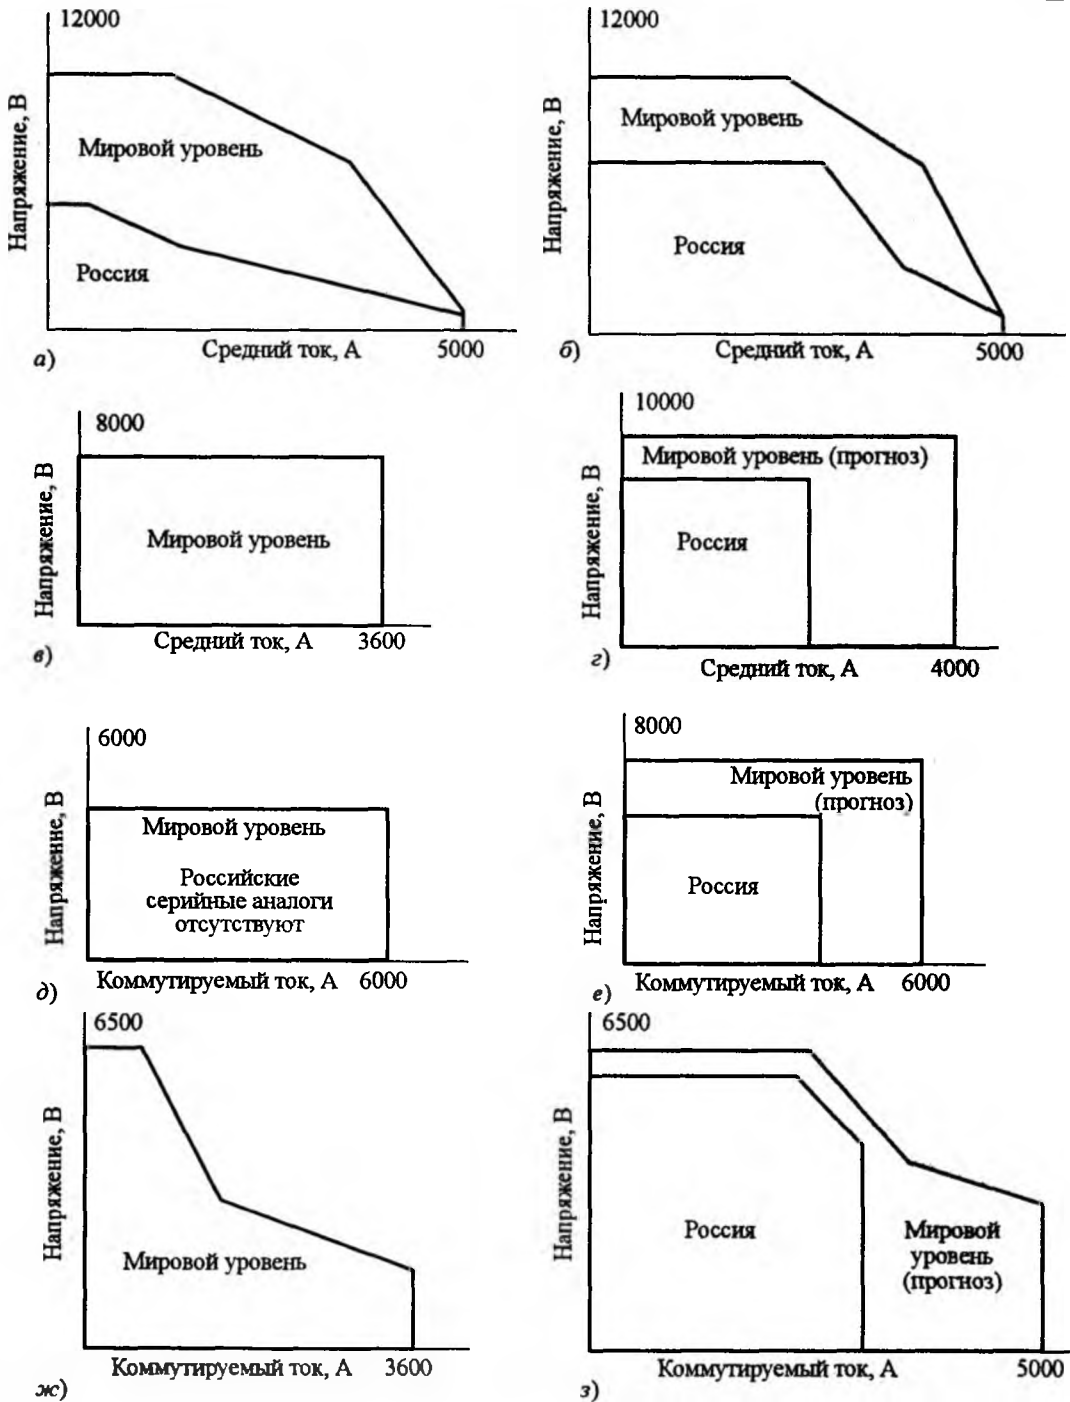 12000
Напряжение, В
Мировой уровень
Россия
Средний ток, А
5000
а)
12000
Напряжение, В
Мировой уровень
Россия
Средний ток, А
5000
б)
8000
Напряжение, В
Мировой уровень
Средний ток, А
3600
в)
10000
Напряжение, В
Мировой уровень (прогноз)
Россия
Средний ток, А
4000
г)
6000
Напряжение, В
Мировой уровень
Российские
серийные аналоги
отсутствуют
Коммутируемый ток, А
6000
д)
8000
Напряжение, В
Мировой уровень
(прогноз)
Россия
Коммутируемый ток, А
6000
е)
6500
Напряжение, В
Мировой уровень
Коммутируемый ток, А
3600
ж)
6500
Напряжение, В
Россия
Мировой
уровень
(прогноз)
Коммутируемый ток, А
5000
з)